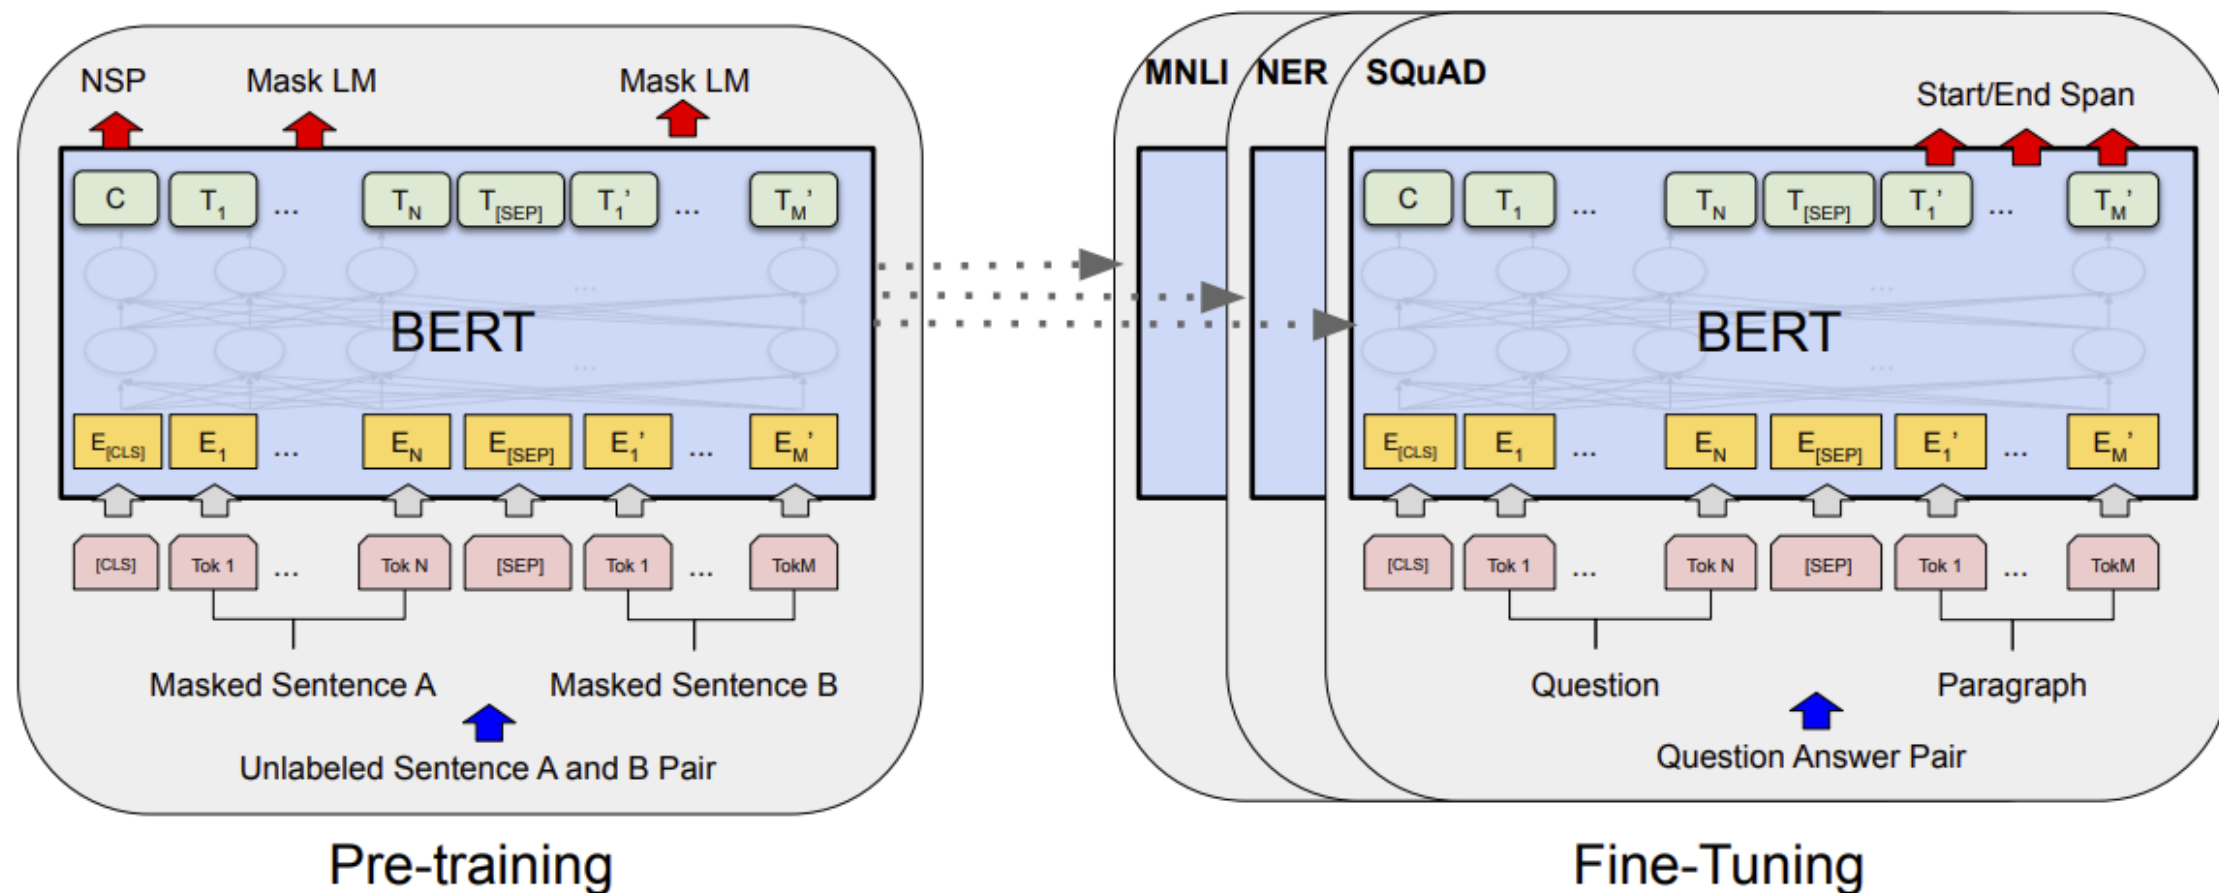 NSP Mask LM Mask LM
C T1 ... TN T[SEP] T1’ ... TM’
... 
BERT
...
E[CLS] E1 ... EN E[SEP] E1’ ... EM’
[CLS] Tok 1 ... Tok N [SEP] Tok 1 ... TokM
Masked Sentence A Masked Sentence B
Unlabeled Sentence A and B Pair
Pre-training
MNLI NER SQuAD
Start/End Span
C T1 ... TN T[SEP] T1’ ... TM’
...
BERT
...
E[CLS] E1 ... EN E[SEP] E1’ ... EM’
[CLS] Tok 1 ... Tok N [SEP] Tok 1 ... TokM
Question Paragraph
Question Answer Pair
Fine-Tuning